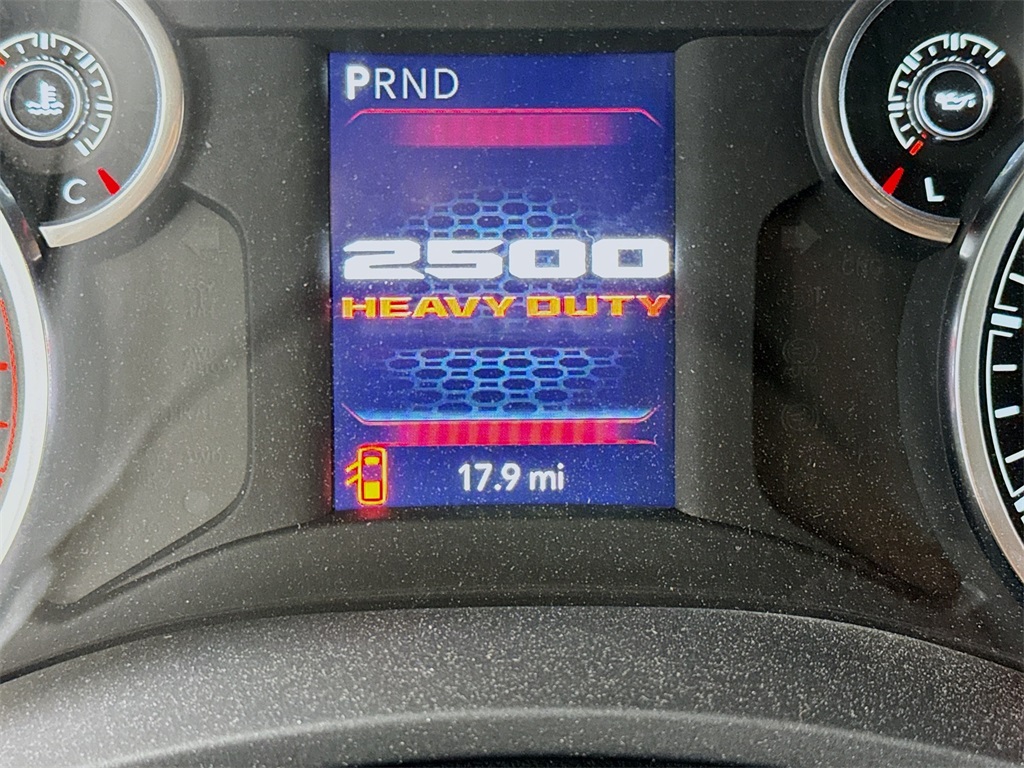 PRND
C
L
2500
HEAVY DUTY
17.9 mi